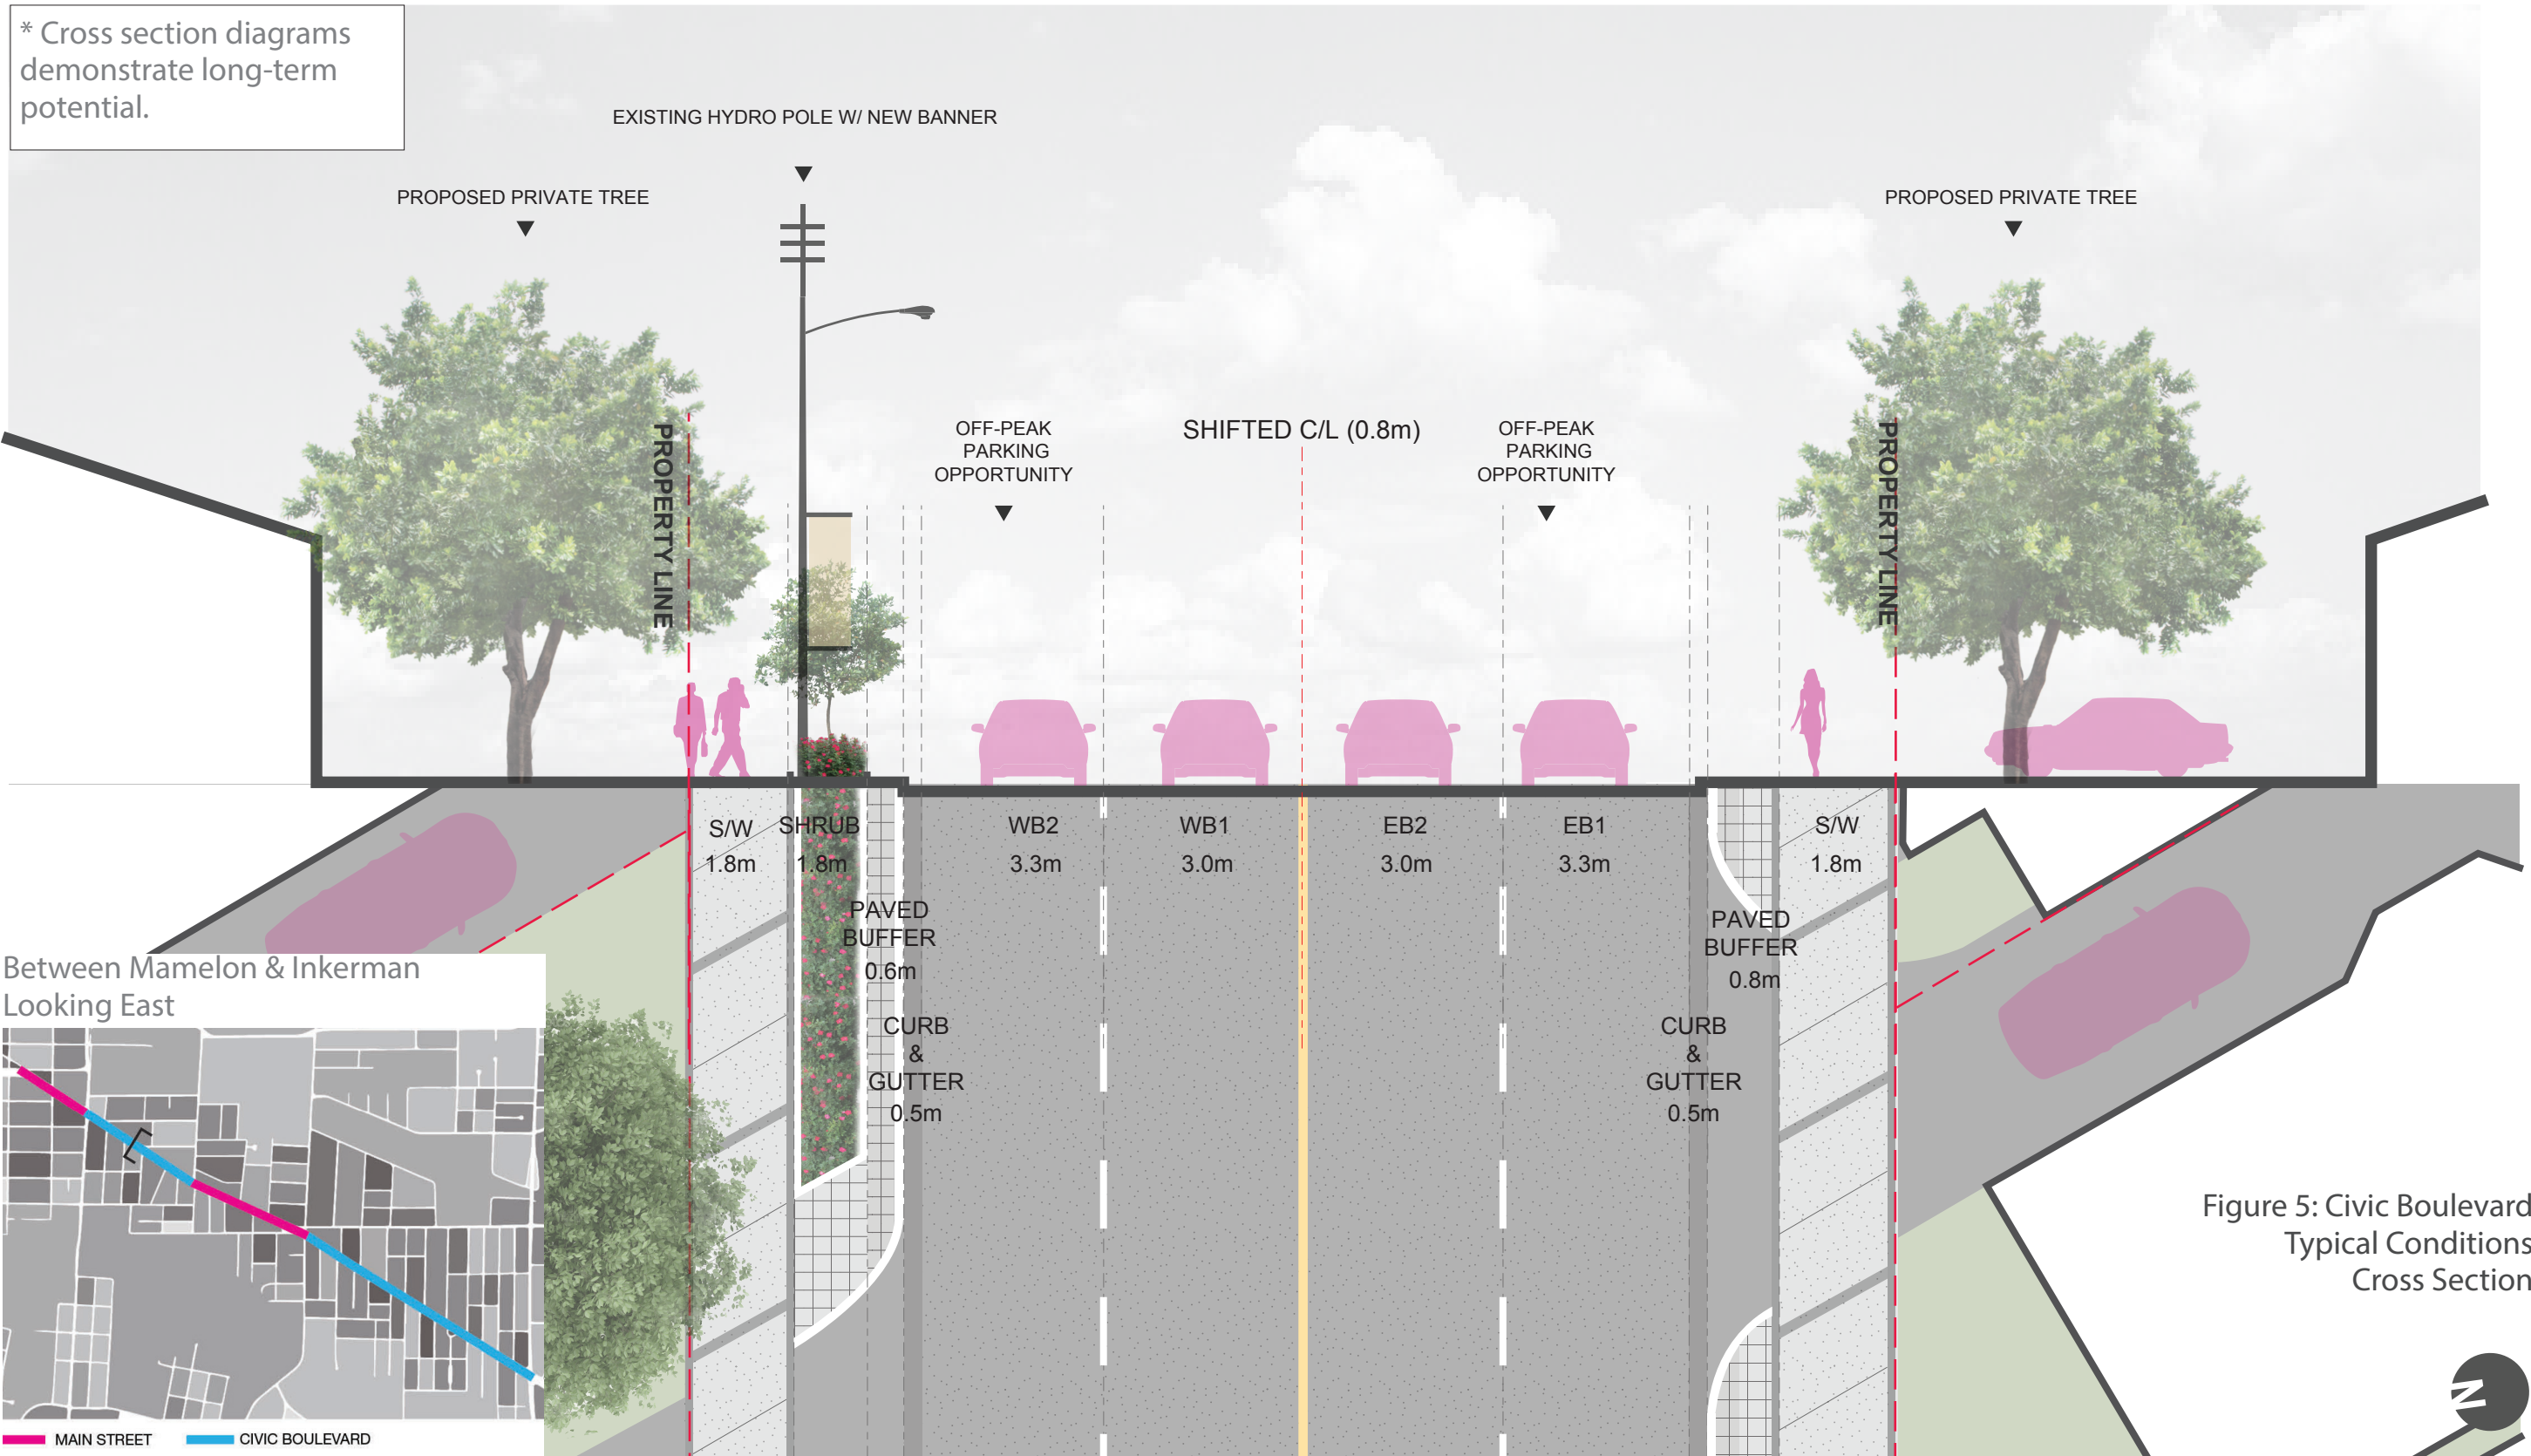 * Cross section diagrams
demonstrate long-term
potential.
EXISTING HYDRO POLE W/ NEW BANNER
PROPOSED PRIVATE TREE
PROPOSED PRIVATE TREE
PROPERTY LINE
OFF-PEAK
PARKING
OPPORTUNITY
SHIFTED C/L (0.8m)
OFF-PEAK
PARKING
OPPORTUNITY
PROPERTY LINE
S/W
1.8m
SHRUB
1.8m
PAVED
BUFFER
0.6m
CURB
&
GUTTER
0.5m
WB2
3.3m
WB1
3.0m
EB2
3.0m
EB1
3.3m
CURB
&
GUTTER
0.5m
PAVED
BUFFER
0.8m
S/W
1.8m
Between Mamelon & Inkerman
Looking East
MAIN STREET
CIVIC BOULEVARD
Figure 5: Civic Boulevard
Typical Conditions
Cross Section
N